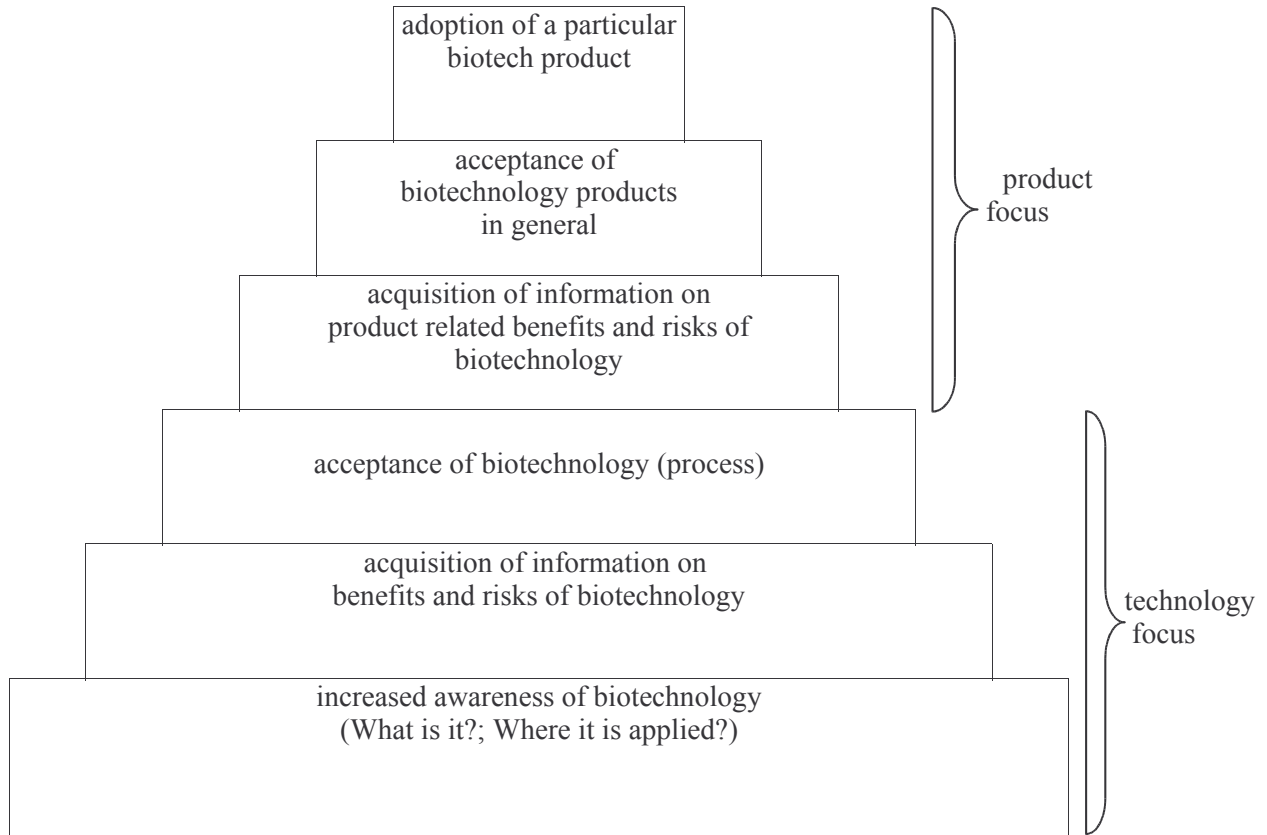 adoption of a particular
biotech product
acceptance of
biotechnology products
in general
product
focus
acquisition of information on
product related benefits and risks of
biotechnology
acceptance of biotechnology (process)
acquisition of information on
benefits and risks of biotechnology
technology
focus
increased awareness of biotechnology
(What is it?; Where it is applied?)